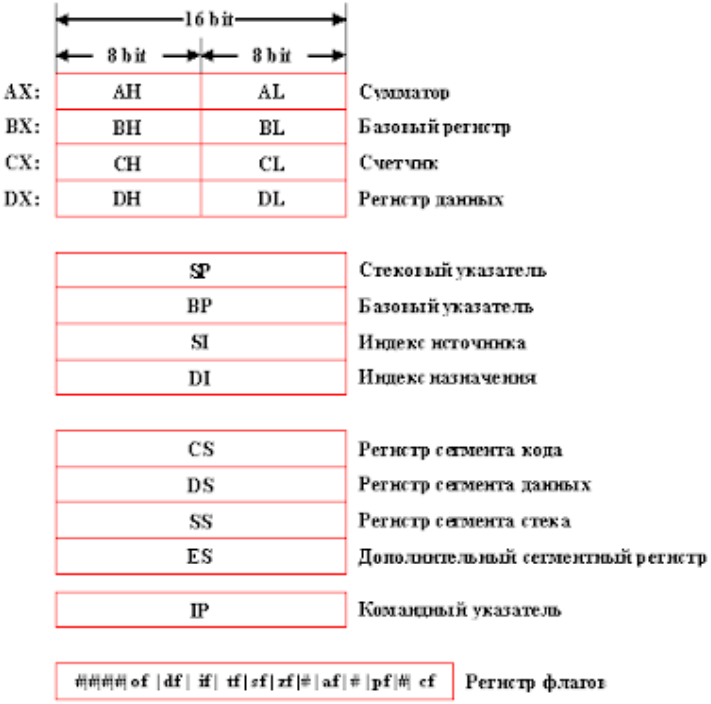 16 bit
8 bit 8 bit
AX: AH AL Сумматор
BX: BH BL Базовый регистр
CX: CH CL Счетчик
DX: DH DL Регистр данных
SP Стековый указатель
BP Базовый указатель
SI Индекс источника
DI Индекс назначения
CS Регистр сегмента кода
DS Регистр сегмента данных
SS Регистр сегмента стека
ES Дополнительный сегментный регистр
IP Командный указатель
#|#|#|#| of |df| if| tf|sf|zf|#|af|#|pf|#| cf Регистр флагов